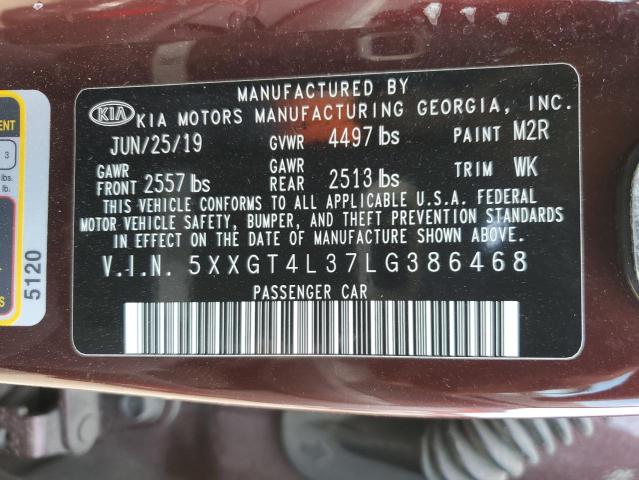 MANUFACTURED BY
KIA KIA MOTORS MANUFACTURING GEORGIA, INC.
JUN/25/19 GVWR 4497 lbs PAINT M2R
GAWR FRONT 2557 lbs GAWR REAR 2513 lbs TRIM WK
THIS VEHICLE CONFORMS TO ALL APPLICABLE U.S.A. FEDERAL
MOTOR VEHICLE SAFETY, BUMPER, AND THEFT PREVENTION STANDARDS
IN EFFECT ON THE DATE OF MANUFACTURE SHOWN ABOVE.
V.I.N. 5XXGT4L37LG386468
PASSENGER CAR
3
lbs.
lb.
5120